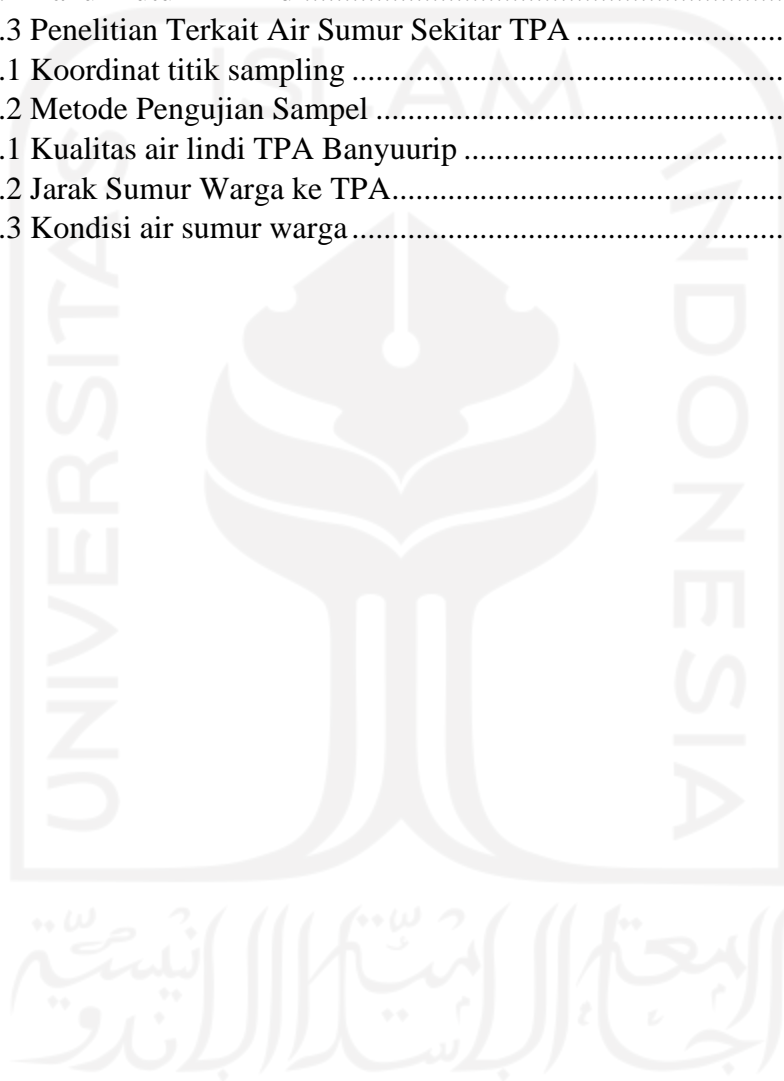 .3 Penelitian Terkait Air Sumur Sekitar TPA ..........................
.1 Koordinat titik sampling ......................................................
.2 Metode Pengujian Sampel ...................................................
.1 Kualitas air lindi TPA Banyuurip ........................................
.2 Jarak Sumur Warga ke TPA.................................................
.3 Kondisi air sumur warga ......................................................
ISLAM
UNIVERSITAS
INDONESIA